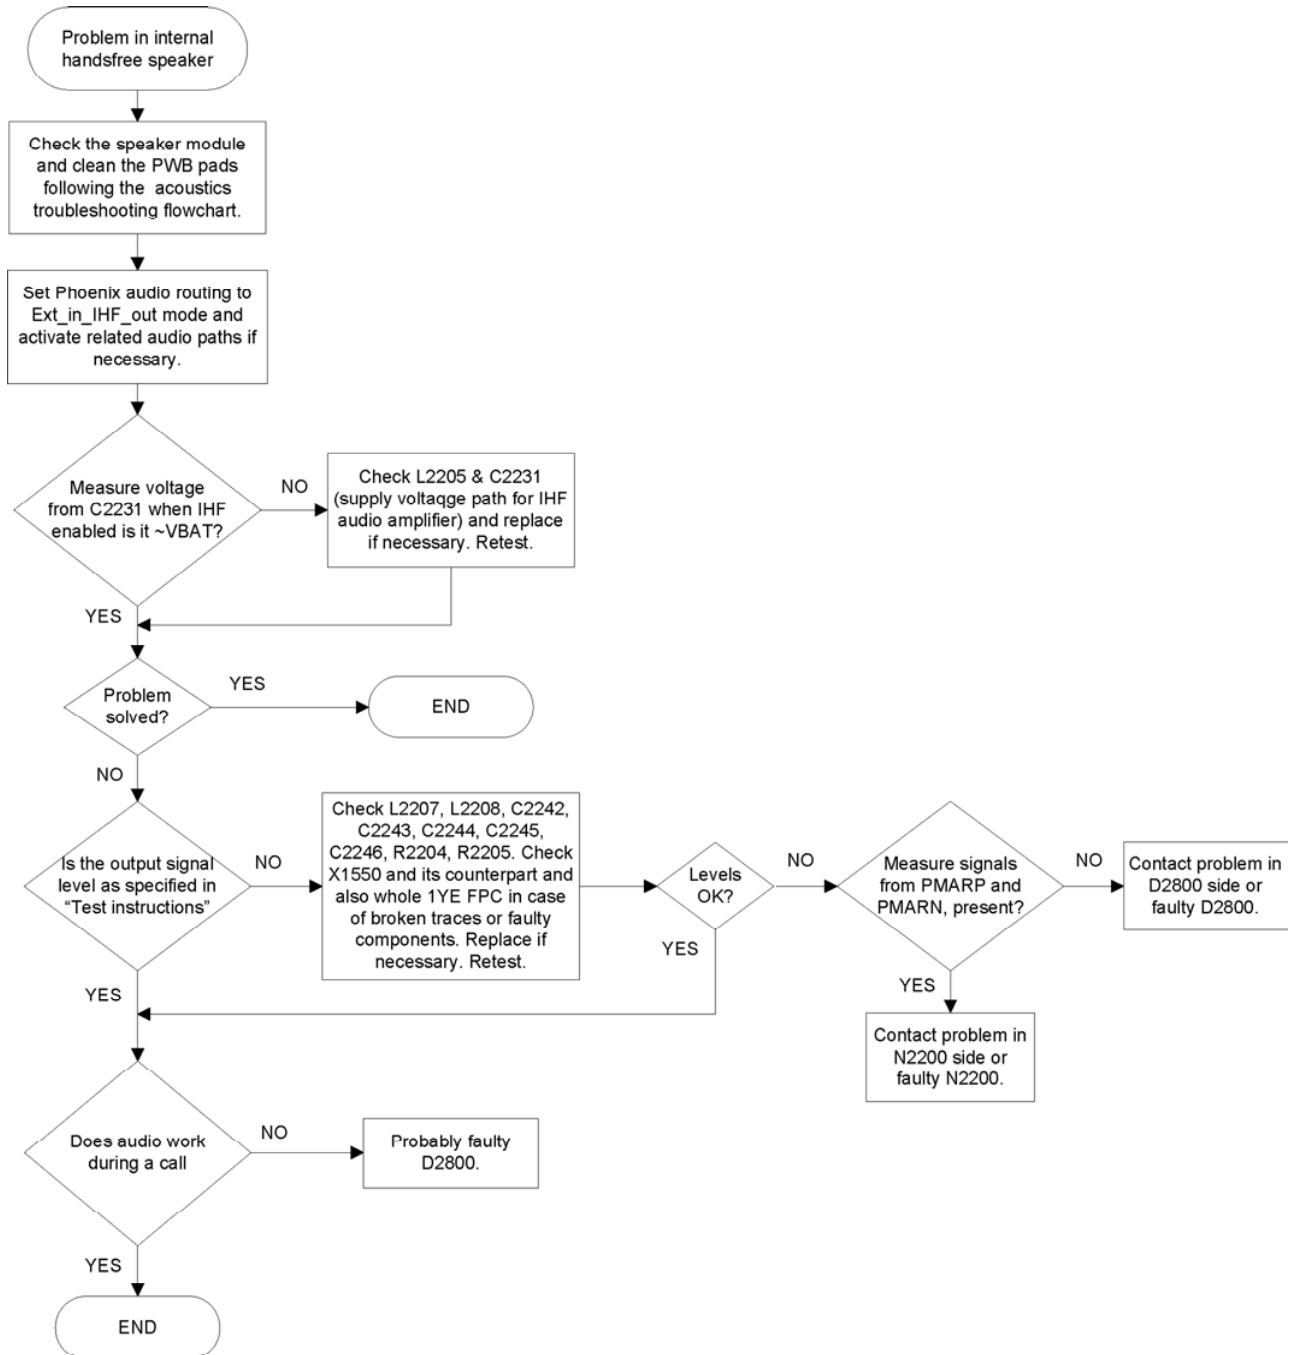 Problem in internal
handsfree speaker
Check the speaker module
and clean the PWB pads
following the acoustics
troubleshooting flowchart.
Set Phoenix audio routing to
Ext_in_IHF_out mode and
activate related audio paths if
necessary.
Measure voltage
from C2231 when IHF
enabled is it ~VBAT?
NO
Check L2205 & C2231
(supply voltaqge path for IHF
audio amplifier) and replace
if necessary. Retest.
YES
Problem
solved?
YES
END
NO
Is the output signal
level as specified in
“Test instructions”
NO
Check L2207, L2208, C2242,
C2243, C2244, C2245,
C2246, R2204, R2205. Check
X1550 and its counterpart and
also whole 1YE FPC in case
of broken traces or faulty
components. Replace if
necessary. Retest.
Levels
OK?
NO
Measure signals
from PMARP and
PMARN, present?
NO
Contact problem in
D2800 side or
faulty D2800.
YES
YES
Contact problem in
N2200 side or
faulty N2200.
YES
Does audio work
during a call
NO
Probably faulty
D2800.
YES
END